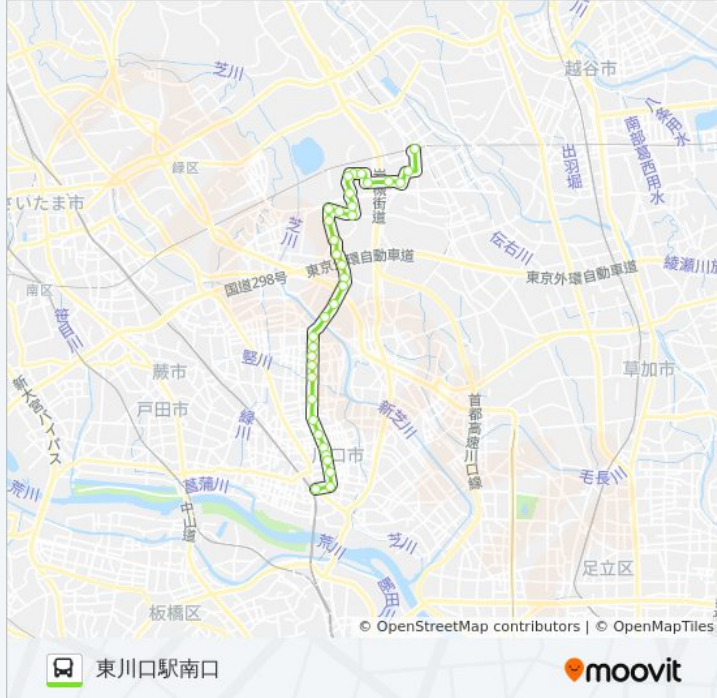 芝川
越谷市
八条用水
南部葛西用水
出羽堀
緑区
さいたま市
岩槻街道
芝川
伝右川
東京外環自動車道
綾瀬川放
国道298号
東京外環自動車道
南区
笹目川
竪川
蕨市
草加市
新大宮バイパス
戸田市
緑川
新芝川
首都高速川口線
川口市
毛長川
荒川
菖蒲川
中山道
荒川
芝川
足立区
隅田川
板橋区
© OpenStreetMap contributors | © OpenMapTiles
東川口駅南口
moovit